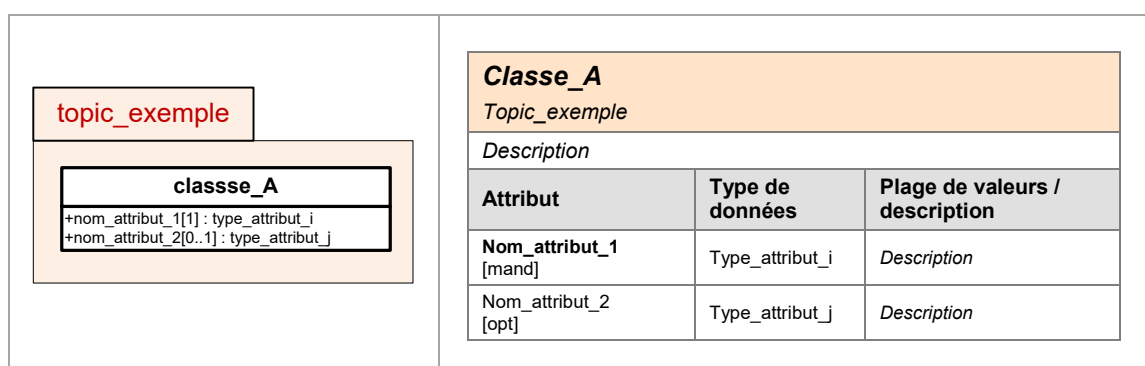 topic_exemple
classse_A
+nom_attribut_1[1] : type_attribut_i
+nom_attribut_2[0..1] : type_attribut_j
Classe_A
Topic_exemple
Description
Attribut
Type de
données
Plage de valeurs /
description
Nom_attribut_1
[mand]
Type_attribut_i
Description
Nom_attribut_2
[opt]
Type_attribut_j
Description